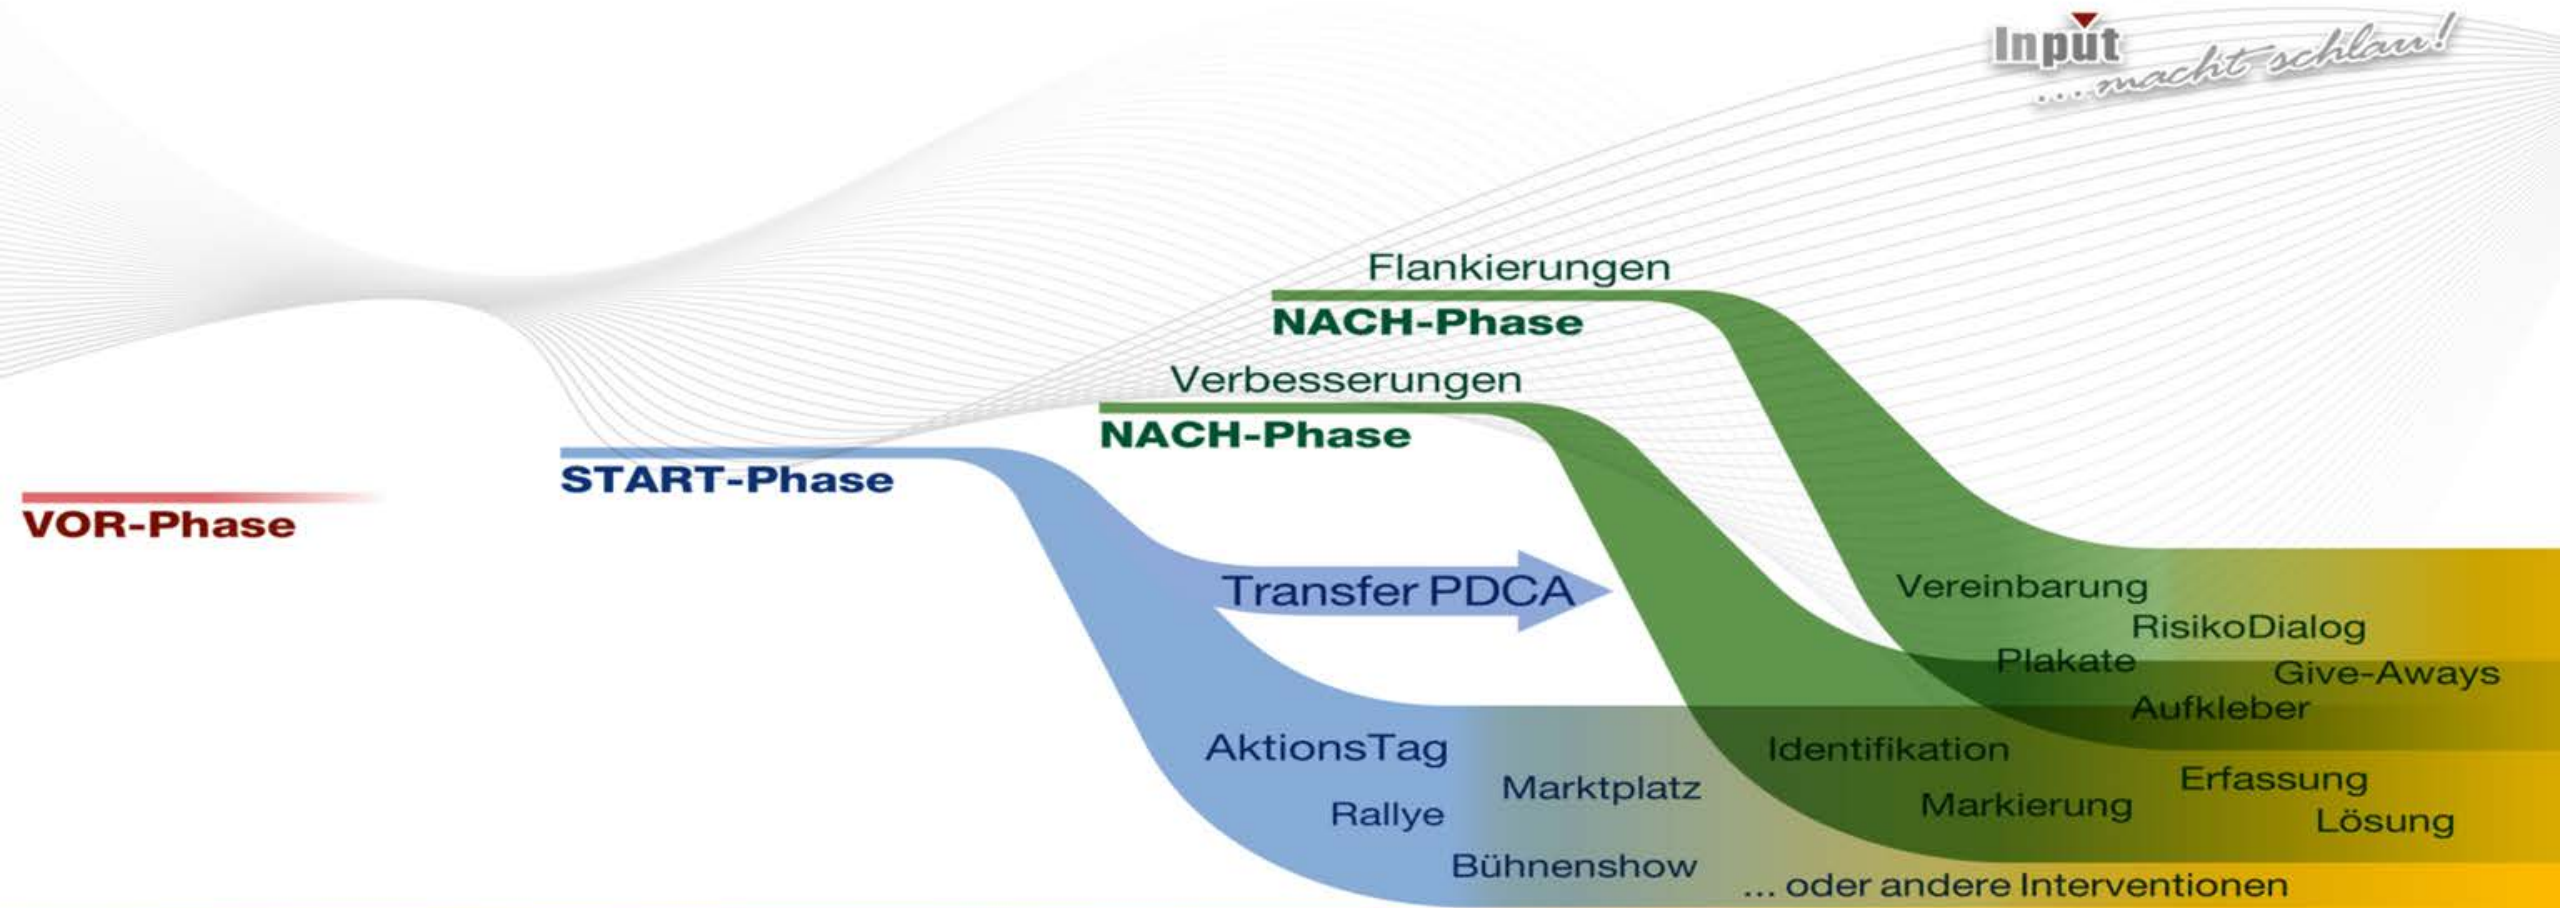 Input
... macht schlau!
Flankierungen
NACH-Phase
Verbesserungen
NACH-Phase
START-Phase
VOR-Phase
Transfer PDCA
Vereinbarung
RisikoDialog
Plakate
Give-Aways
Aufkleber
AktionsTag
Marktplatz
Rallye
Bühnenshow
Identifikation
Erfassung
Markierung
Lösung
... oder andere Interventionen